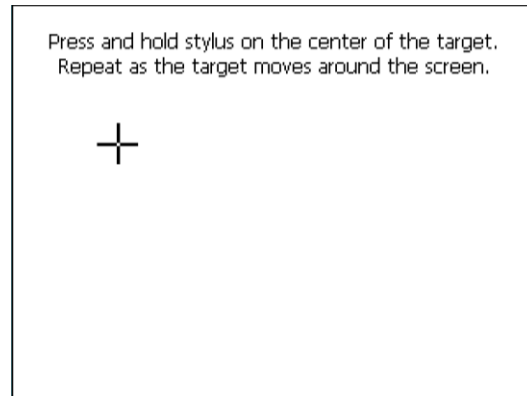 Press and hold stylus on the center of the target.
Repeat as the target moves around the screen.